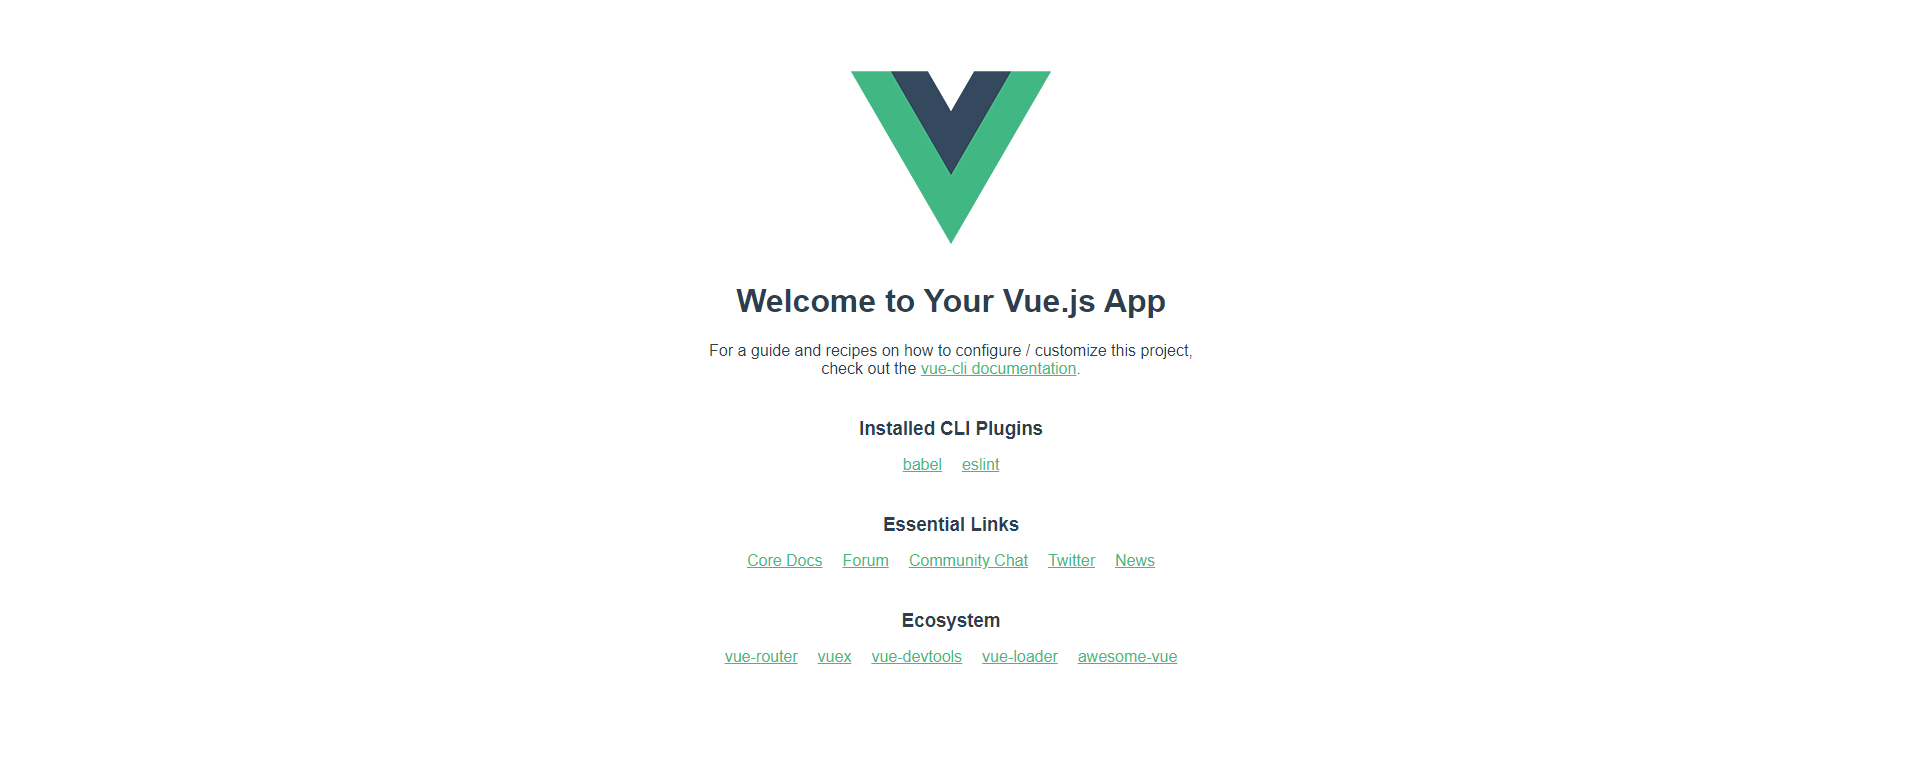 Welcome to Your Vue.js App
For a guide and recipes on how to configure / customize this project,
check out the vue-cli documentation.
Installed CLI Plugins
babel eslint
Essential Links
Core Docs Forum Community Chat Twitter News
Ecosystem
vue-router vuex vue-devtools vue-loader awesome-vue